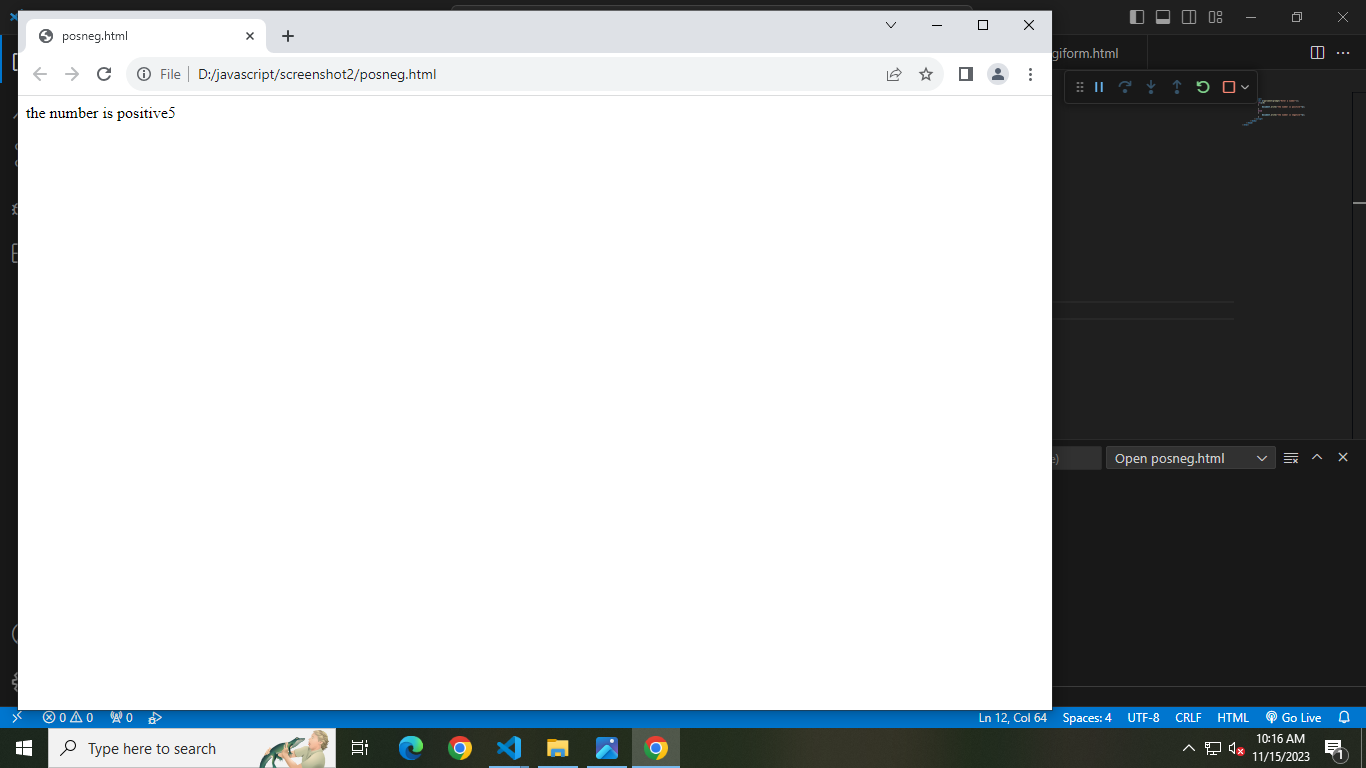 posneg.html
giform.html
File
D:/javascript/screenshot2/posneg.html
the number is positive5
Open posneg.html
0 0 0
Ln 12, Col 64 Spaces: 4 UTF-8 CRLF HTML Go Live
Type here to search
10:16 AM
11/15/2023
1